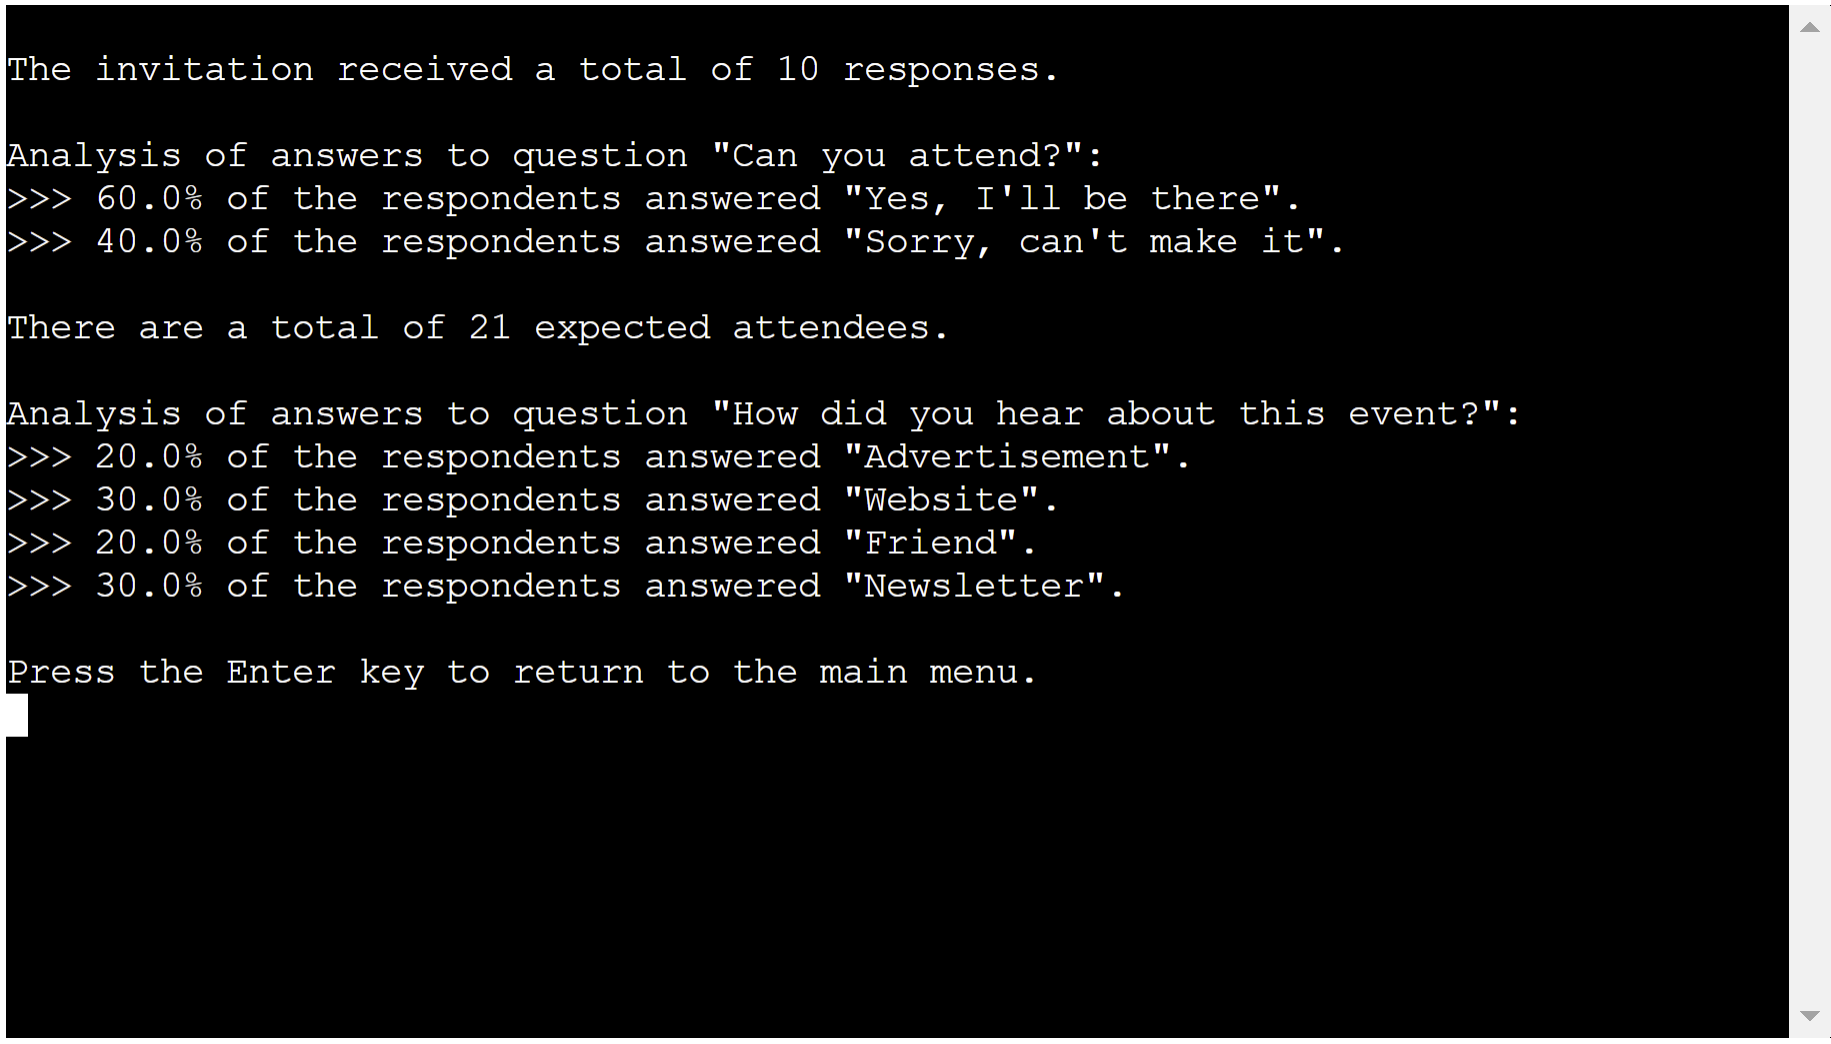 The invitation received a total of 10 responses.
Analysis of answers to question "Can you attend?":
>>> 60.0% of the respondents answered "Yes, I'll be there".
>>> 40.0% of the respondents answered "Sorry, can't make it".
There are a total of 21 expected attendees.
Analysis of answers to question "How did you hear about this event?":
>>> 20.0% of the respondents answered "Advertisement".
>>> 30.0% of the respondents answered "Website".
>>> 20.0% of the respondents answered "Friend".
>>> 30.0% of the respondents answered "Newsletter".
Press the Enter key to return to the main menu.